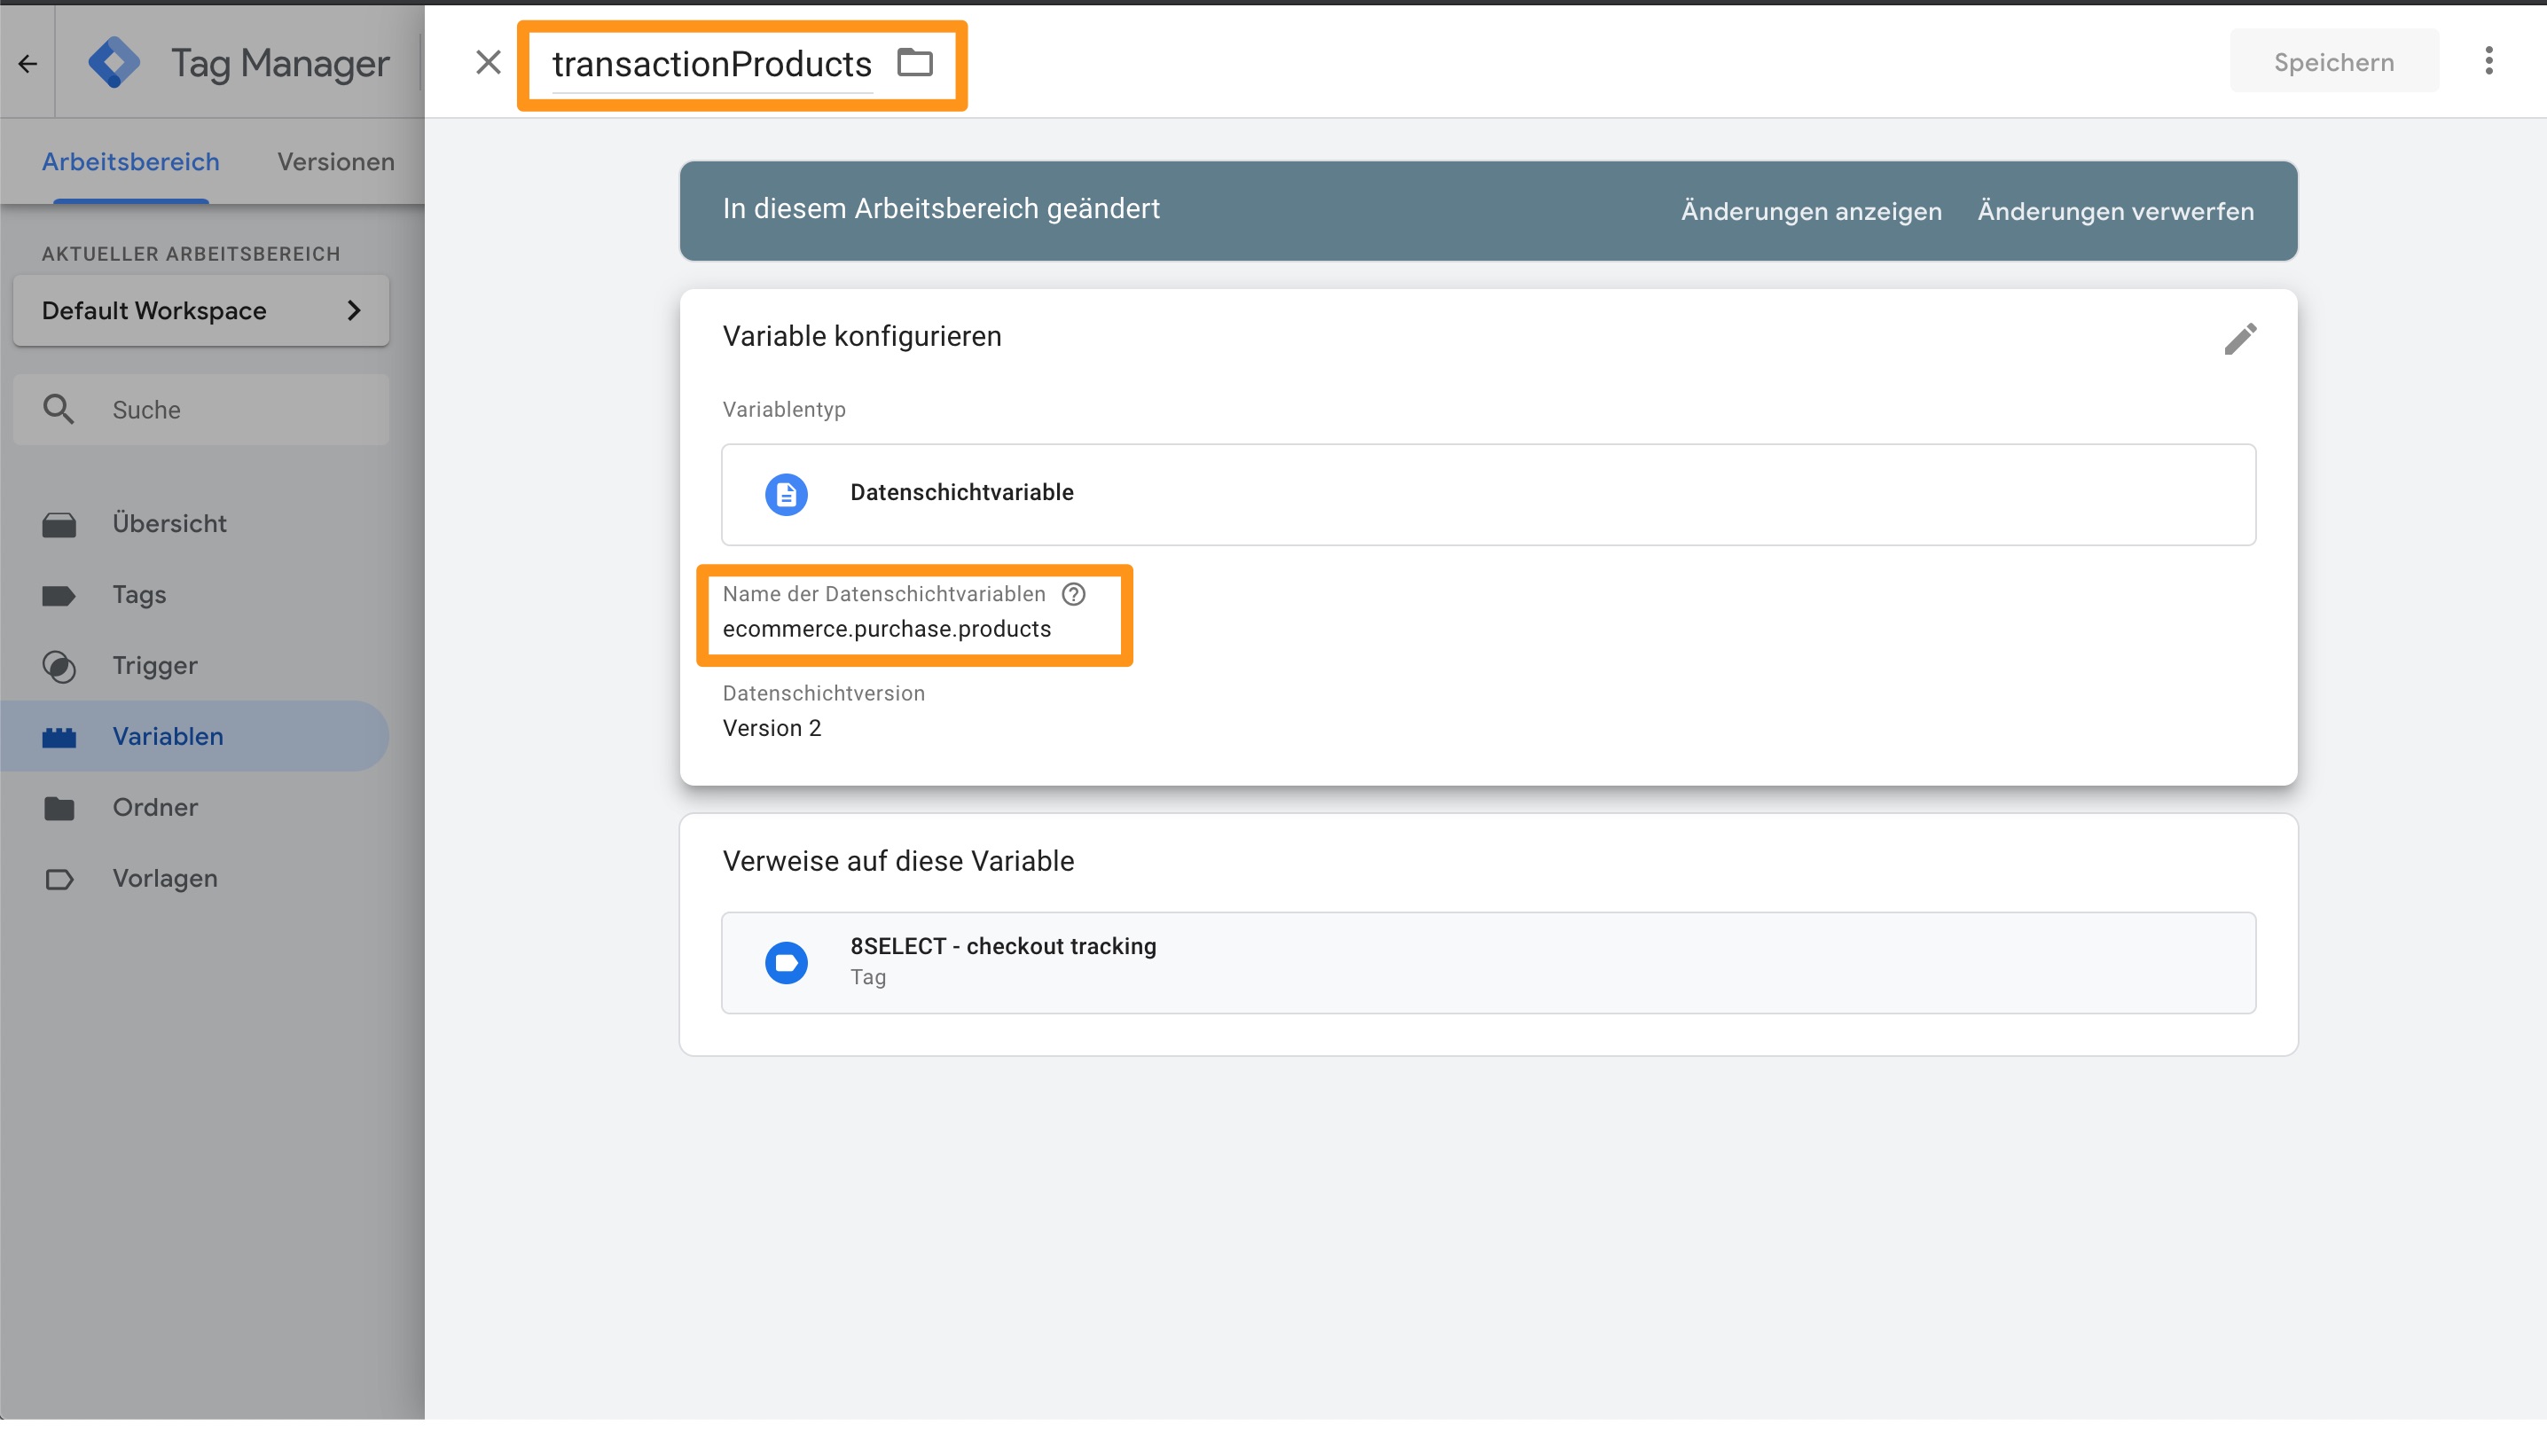 Tag Manager
transactionProducts
Speichern
Arbeitsbereich
Versionen
AKTUELLER ARBEITSBEREICH
Default Workspace
Suche
Übersicht
Tags
Trigger
Variablen
Ordner
Vorlagen
In diesem Arbeitsbereich geändert
Änderungen anzeigen
Änderungen verwerfen
Variable konfigurieren
Variablentyp
Datenschichtvariable
Name der Datenschichtvariablen ?
ecommerce.purchase.products
Datenschichtversion
Version 2
Verweise auf diese Variable
8SELECT - checkout tracking
Tag